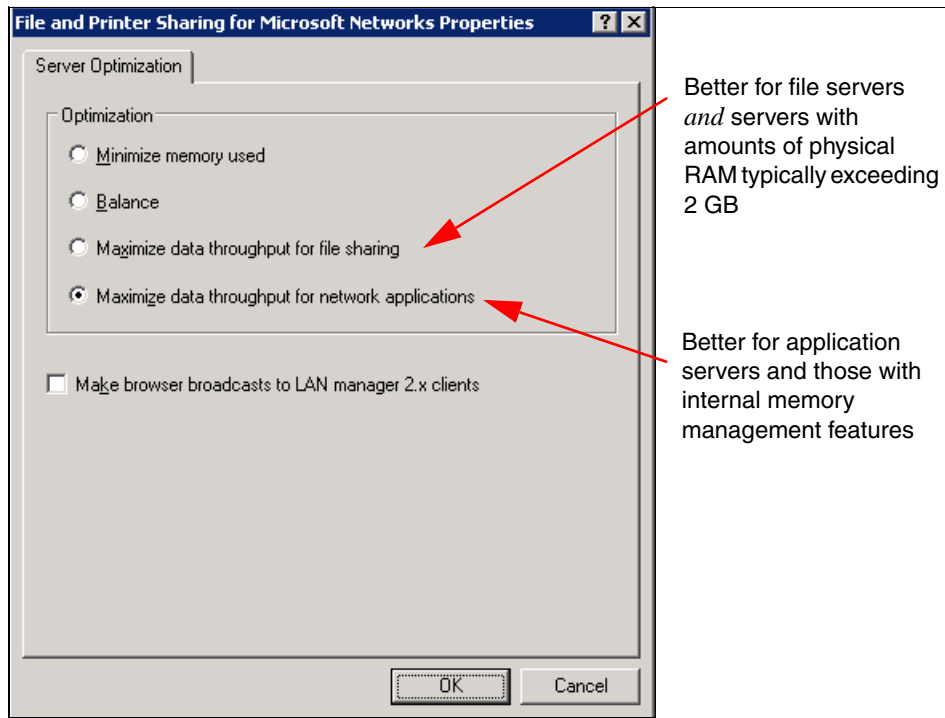 File and Printer Sharing for Microsoft Networks Properties
Server Optimization
Optimization
Minimize memory used
Balance
Maximize data throughput for file sharing
Maximize data throughput for network applications
Make browser broadcasts to LAN manager 2.x clients
OK
Cancel
Better for file servers
and servers with
amounts of physical
RAM typically exceeding
2 GB
Better for application
servers and those with
internal memory
management features